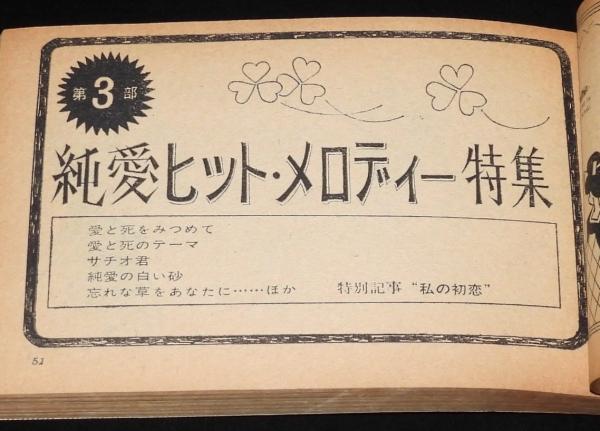 第3部
純愛ヒット・メロディー特集
愛と死をみつめて
愛と死のテーマ
サチオ君
純愛の白い砂
忘れな草をあなたに……ほか 特別記事 “私の初恋”
51